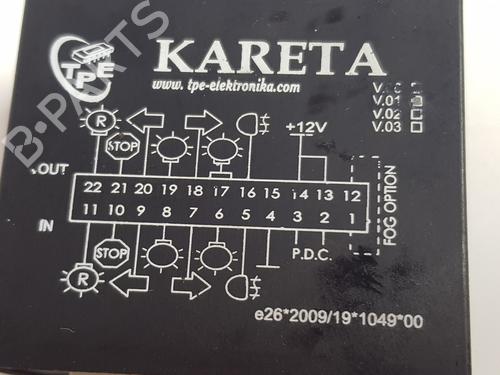 TPE
KARETA
www.tpe-elektronika.com
V.01
V.02
V.03
+12V
R
STOP
OUT
22 21 20 19 18 17 16 15 14 13 12
11 10 9 8 7 6 5 4 3 2 1
IN
FOG OPTION
STOP
P.D.C.
R
e26*2009/19*1049*00
B-PARTS